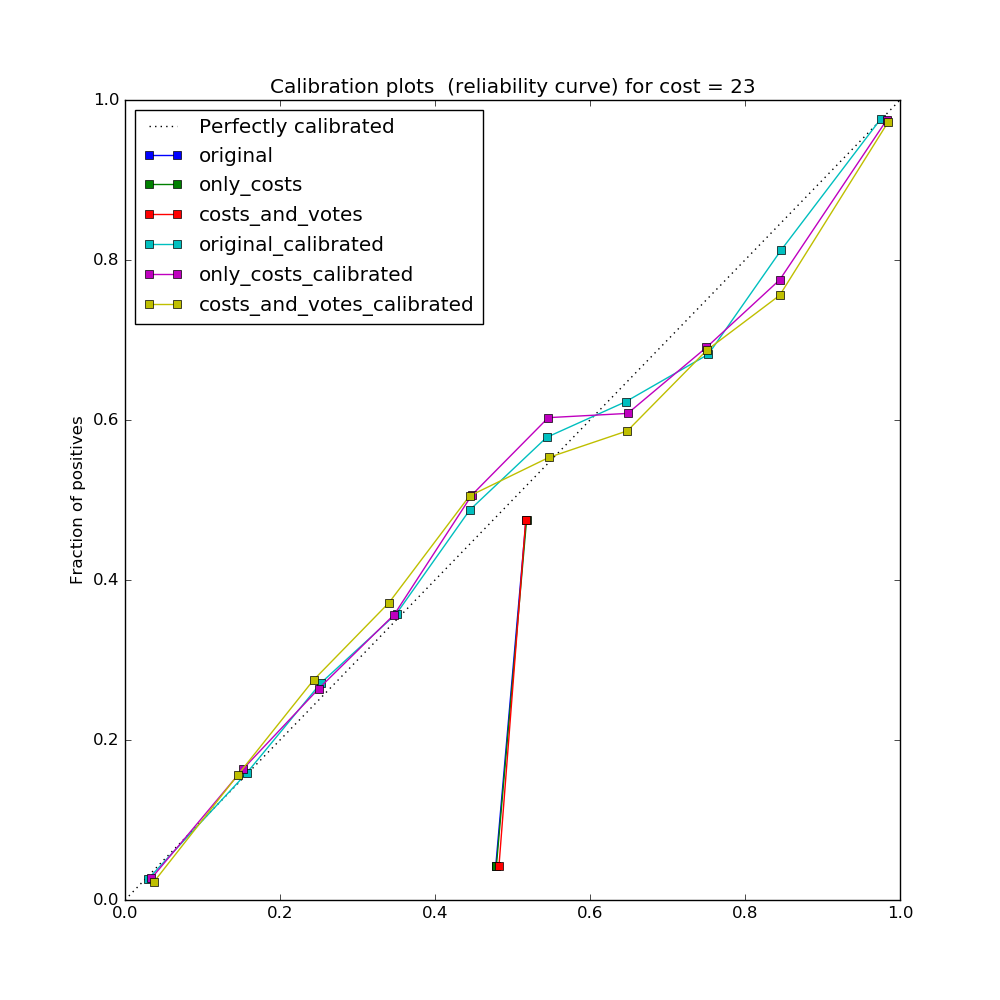 Calibration plots  (reliability curve) for cost = 23
1.0
Perfectly calibrated
original
only_costs
costs_and_votes
original_calibrated
only_costs_calibrated
costs_and_votes_calibrated
0.8
0.6
Fraction of positives
0.4
0.2
0.0
0.0 0.2 0.4 0.6 0.8 1.0